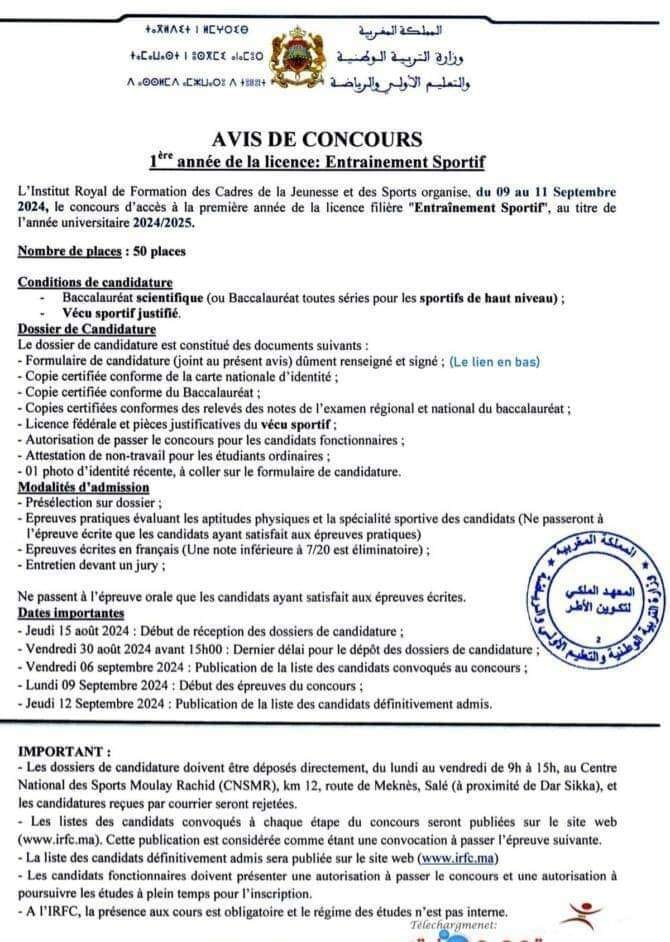 ⵜⴰⴳⵍⴷⵉⵜ ⵏ ⵍⵎⵖⵔⵉⴱ
المملكة المغربية
ⵜⴰⵎⴰⵡⴰⵙⵜ ⵏ ⵓⵙⴳⵎⵉ ⴰⵏⴰⵎⵓⵔ
وزارة التربية الوطنية
ⴷ ⴰⵙⵙⵍⵎⴷ ⴰⵎⵣⵡⴰⵔⵓ ⴷ ⵜⵓⵏⵏⵓⵏⵜ
والتعليم الأولي والرياضة
AVIS DE CONCOURS
1ère année de la licence: Entrainement Sportif
L'Institut Royal de Formation des Cadres de la Jeunesse et des Sports organise, du 09 au 11 Septembre
2024, le concours d'accès à la première année de la licence filière "Entraînement Sportif", au titre de
l'année universitaire 2024/2025.
Nombre de places : 50 places
Conditions de candidature
- Baccalauréat scientifique (ou Baccalauréat toutes séries pour les sportifs de haut niveau) ;
- Vécu sportif justifié.
Dossier de Candidature
Le dossier de candidature est constitué des documents suivants :
- Formulaire de candidature (joint au présent avis) dûment renseigné et signé ; (Le lien en bas)
- Copie certifiée conforme de la carte nationale d'identité ;
- Copie certifiée conforme du Baccalauréat ;
- Copies certifiées conformes des relevés des notes de l'examen régional et national du baccalauréat ;
- Licence fédérale et pièces justificatives du vécu sportif ;
- Autorisation de passer le concours pour les candidats fonctionnaires ;
- Attestation de non-travail pour les étudiants ordinaires ;
- 01 photo d'identité récente, à coller sur le formulaire de candidature.
Modalités d'admission
- Présélection sur dossier ;
- Epreuves pratiques évaluant les aptitudes physiques et la spécialité sportive des candidats (Ne passeront à
l'épreuve écrite que les candidats ayant satisfait aux épreuves pratiques)
- Epreuves écrites en français (Une note inférieure à 7/20 est éliminatoire) ;
- Entretien devant un jury ;
Ne passent à l'épreuve orale que les candidats ayant satisfait aux épreuves écrites.
المملكة المغربية
وزارة التربية الوطنية والتعليم الأولي والرياضة
المعهد الملكي
لتكوين الأطر
2
Dates importantes
- Jeudi 15 août 2024 : Début de réception des dossiers de candidature ;
- Vendredi 30 août 2024 avant 15h00 : Dernier délai pour le dépôt des dossiers de candidature ;
- Vendredi 06 septembre 2024 : Publication de la liste des candidats convoqués au concours ;
- Lundi 09 Septembre 2024 : Début des épreuves du concours ;
- Jeudi 12 Septembre 2024 : Publication de la liste des candidats définitivement admis.
IMPORTANT :
- Les dossiers de candidature doivent être déposés directement, du lundi au vendredi de 9h à 15h, au Centre
National des Sports Moulay Rachid (CNSMR), km 12, route de Meknès, Salé (à proximité de Dar Sikka), et
les candidatures reçues par courrier seront rejetées.
- Les listes des candidats convoqués à chaque étape du concours seront publiées sur le site web
(www.irfc.ma). Cette publication est considérée comme étant une convocation à passer l'épreuve suivante.
- La liste des candidats définitivement admis sera publiée sur le site web (www.irfc.ma)
- Les candidats fonctionnaires doivent présenter une autorisation à passer le concours et une autorisation à
poursuivre les études à plein temps pour l'inscription.
- A l'IRFC, la présence aux cours est obligatoire et le régime des études n'est pas interne.
Télechargmenet: